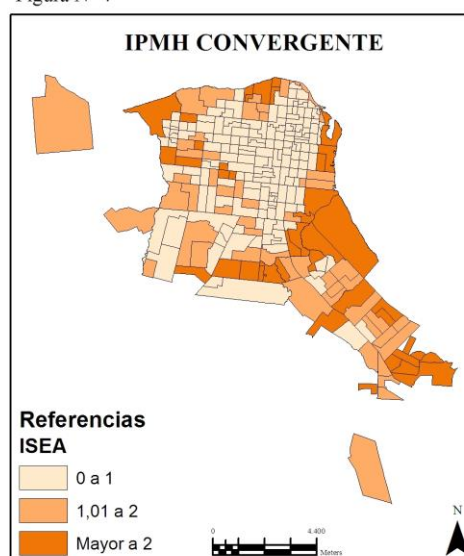 IPMH CONVERGENTE
Referencias
ISEA
0 a 1
1,01 a 2
Mayor a 2
0
4.400
Meters
N